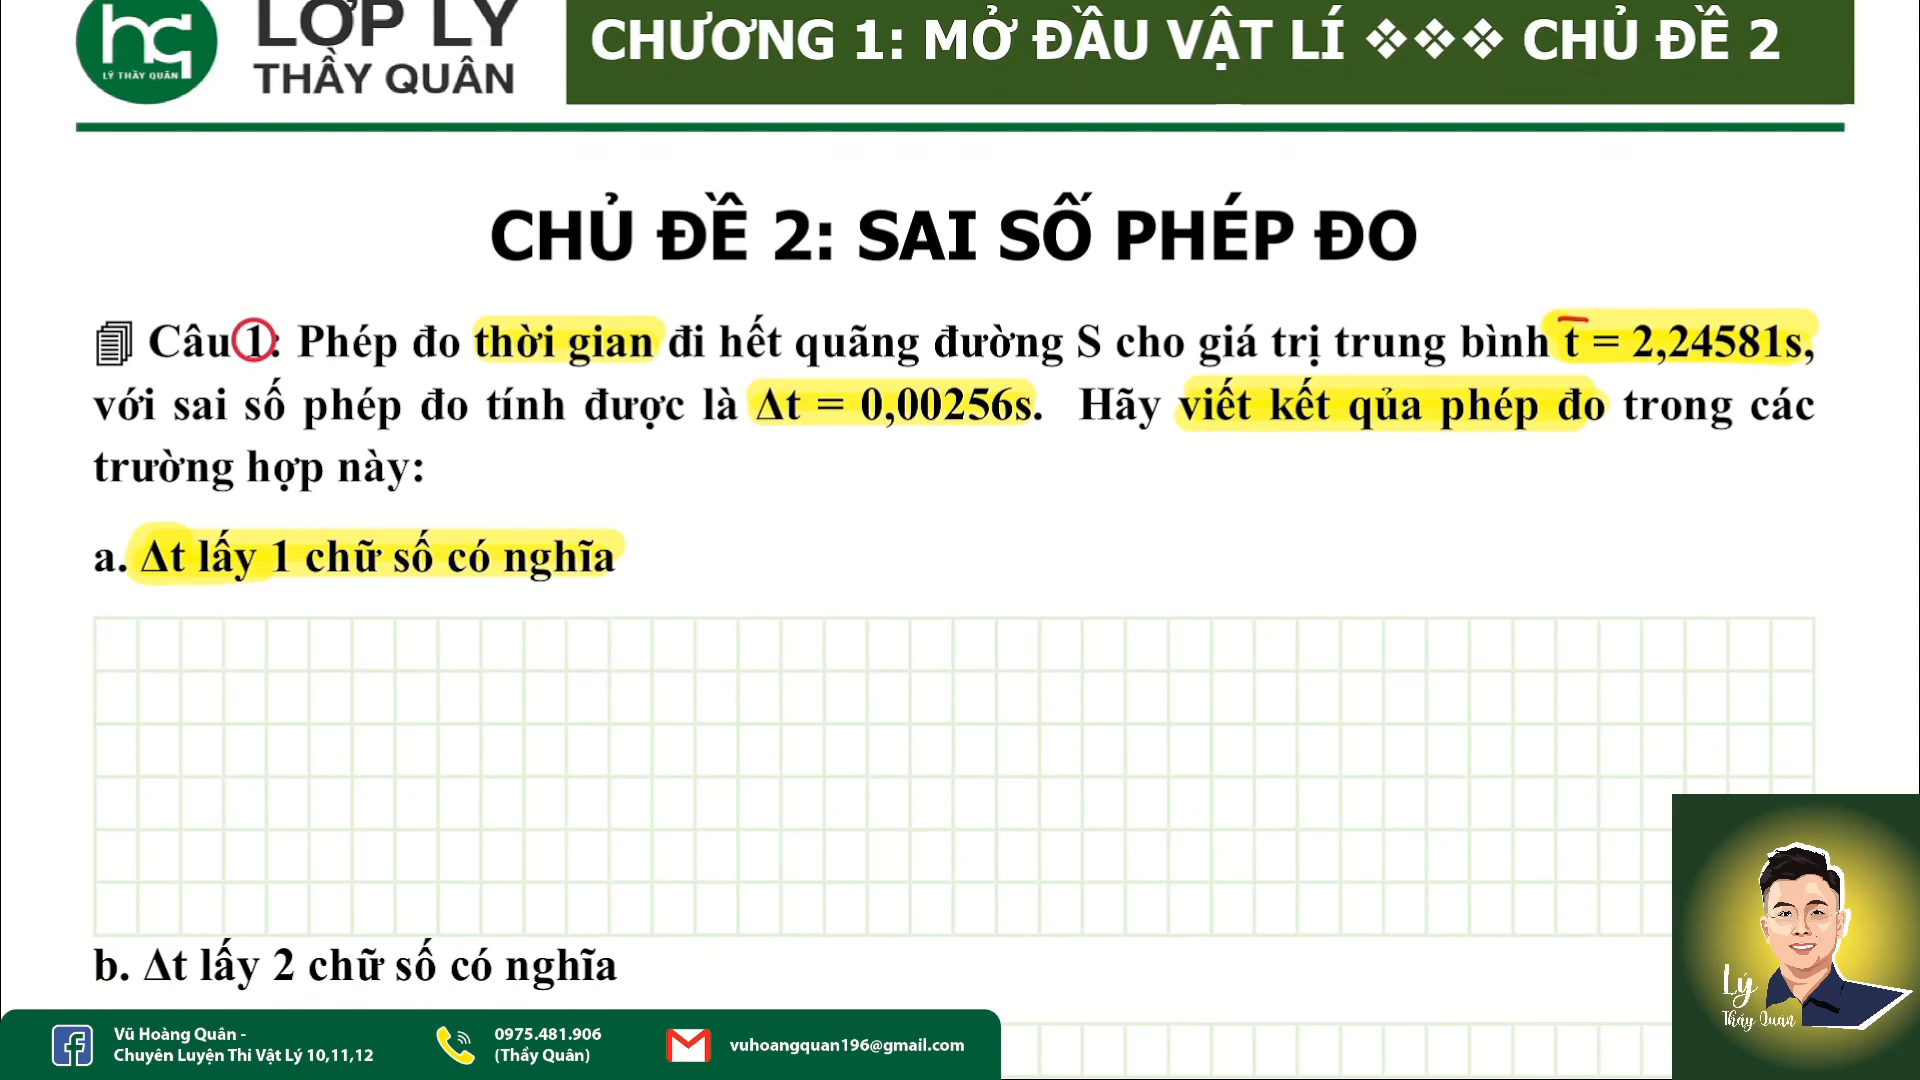 LỚP LÝ
THẦY QUÂN
hq
LÝ THẦY QUÂN
CHƯƠNG 1: MỞ ĐẦU VẬT LÍ ❖❖❖ CHỦ ĐỀ 2
CHỦ ĐỀ 2: SAI SỐ PHÉP ĐO
Câu 1: Phép đo thời gian đi hết quãng đường S cho giá trị trung bình t̅ = 2,24581s,
với sai số phép đo tính được là Δt = 0,00256s. Hãy viết kết qủa phép đo trong các
trường hợp này:
a. Δt lấy 1 chữ số có nghĩa
b. Δt lấy 2 chữ số có nghĩa
Lý
Thầy Quân
Vũ Hoàng Quân -
Chuyên Luyện Thi Vật Lý 10,11,12
0975.481.906
(Thầy Quân)
vuhoangquan196@gmail.com